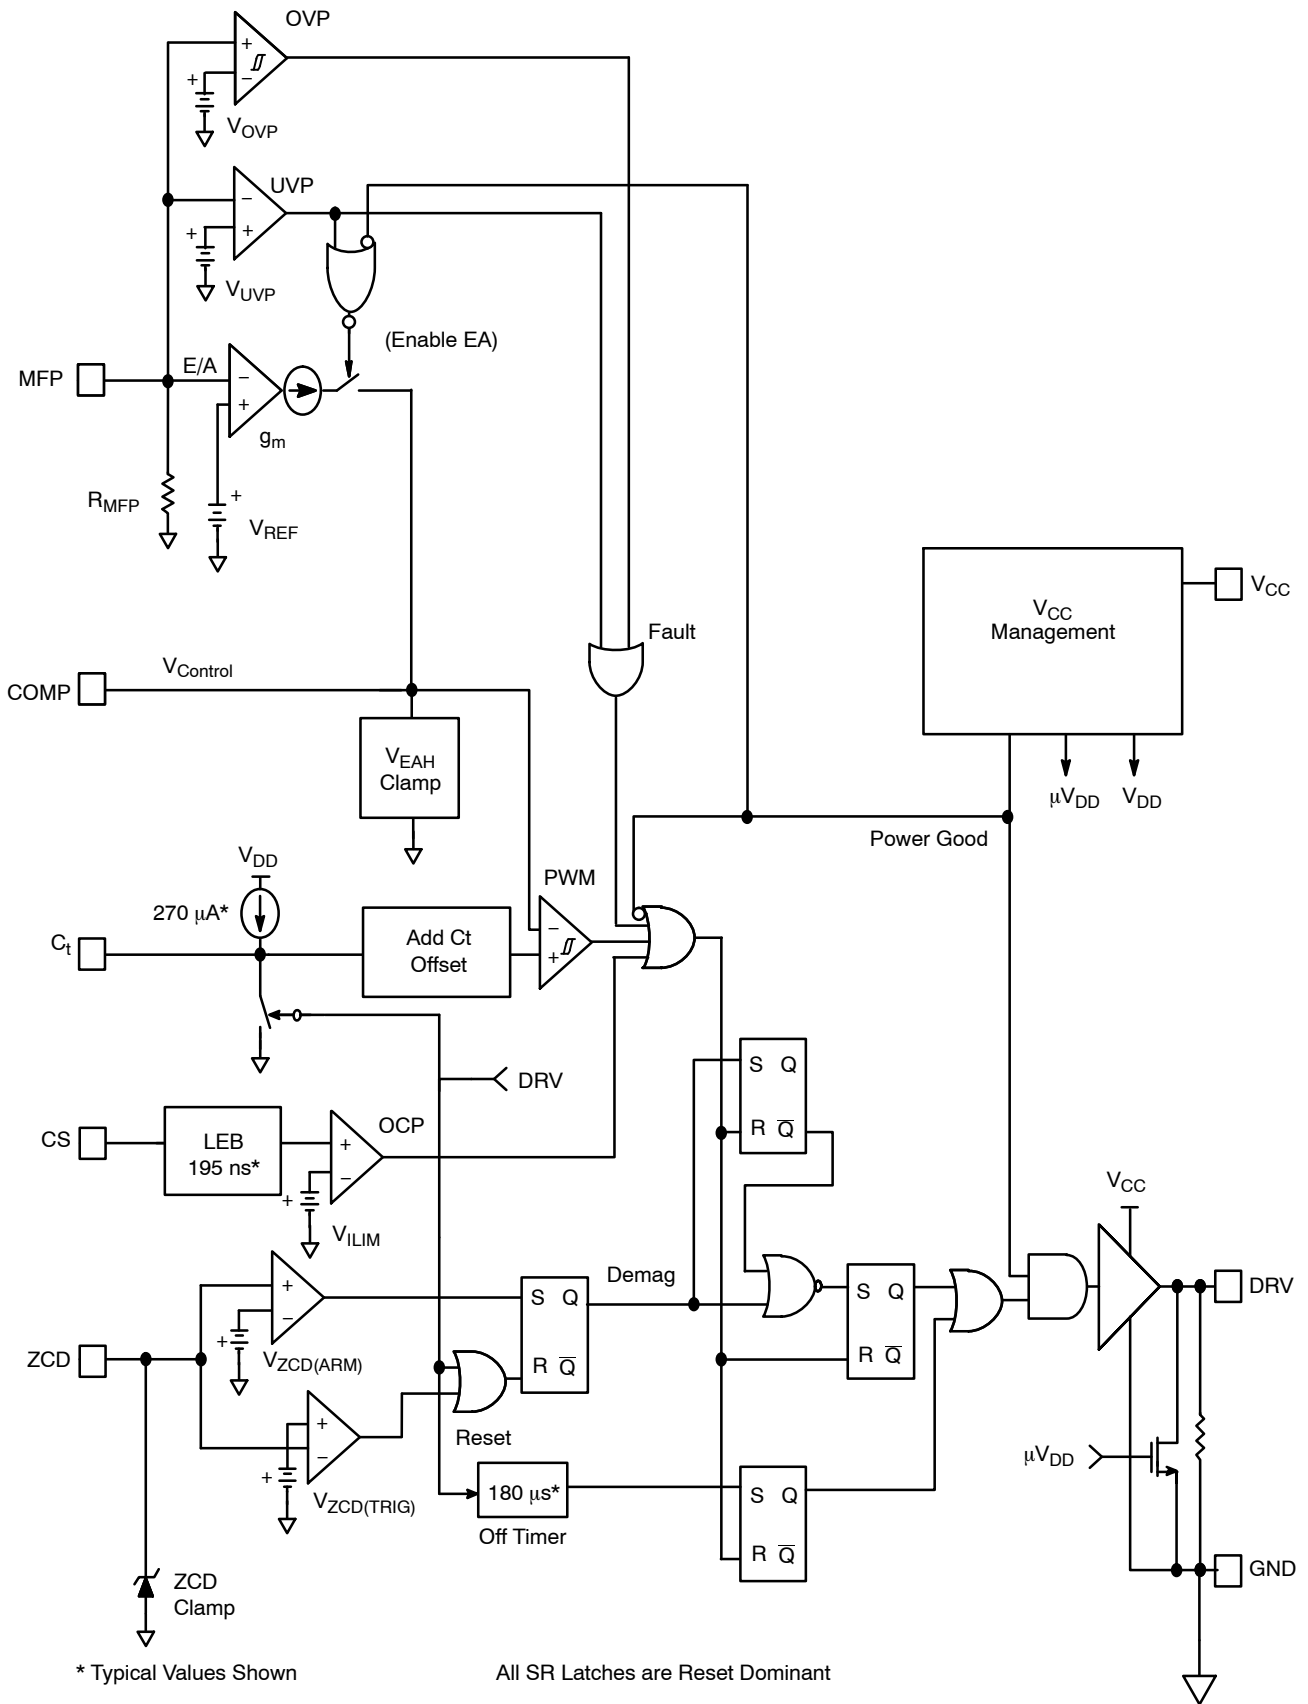 OVP
+
−
+
V_OVP
UVP
−
+
+
V_UVP
(Enable EA)
MFP
E/A
−
+
g_m
R_MFP
+
V_REF
V_CC
Management
V_CC
μV_DD
V_DD
Fault
COMP
V_Control
V_EAH
Clamp
Power Good
V_DD
270 μA*
PWM
C_t
Add Ct
Offset
−
+
DRV
S Q
R Q̅
CS
LEB
195 ns*
OCP
+
−
+
V_ILIM
V_CC
+
−
+
V_ZCD(ARM)
Demag
S Q
R Q̅
S Q
R Q̅
DRV
ZCD
+
−
+
V_ZCD(TRIG)
Reset
180 μs*
Off Timer
S Q
R Q̅
μV_DD
GND
ZCD
Clamp
* Typical Values Shown
All SR Latches are Reset Dominant